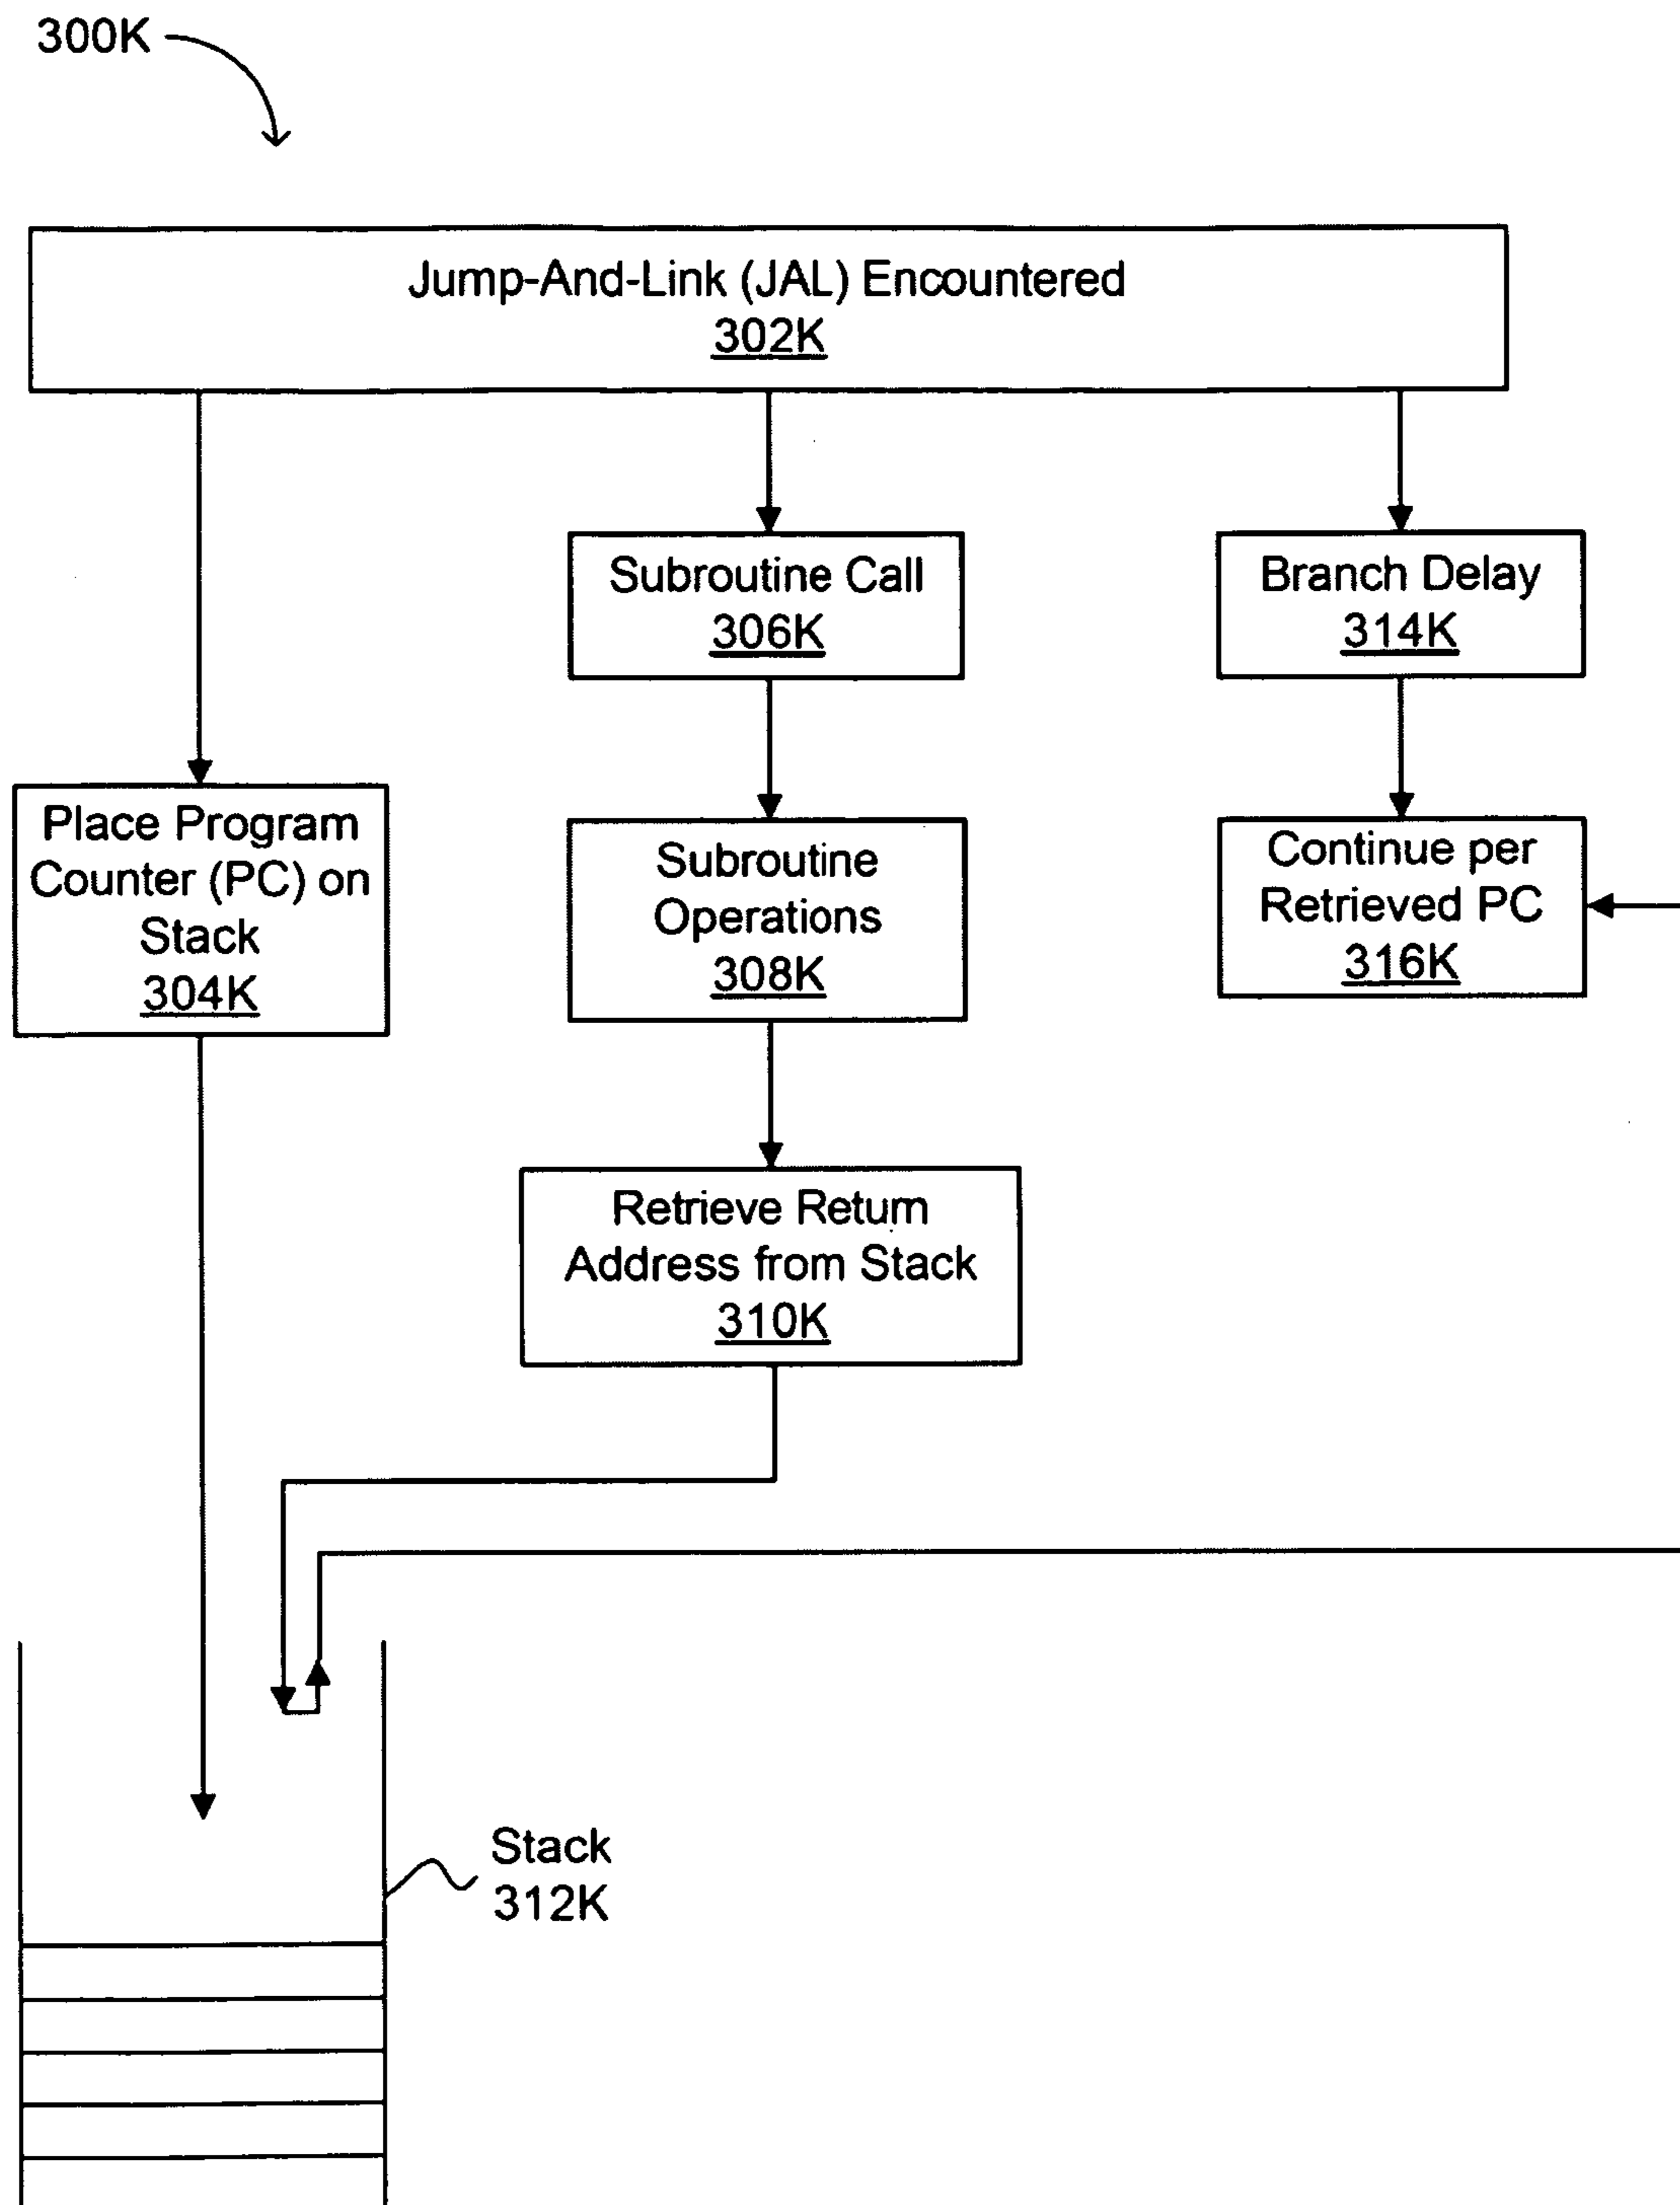 300K
Jump-And-Link (JAL) Encountered
302K
Subroutine Call
306K
Branch Delay
314K
Place Program
Counter (PC) on
Stack
304K
Subroutine
Operations
308K
Continue per
Retrieved PC
316K
Retrieve Return
Address from Stack
310K
Stack
312K